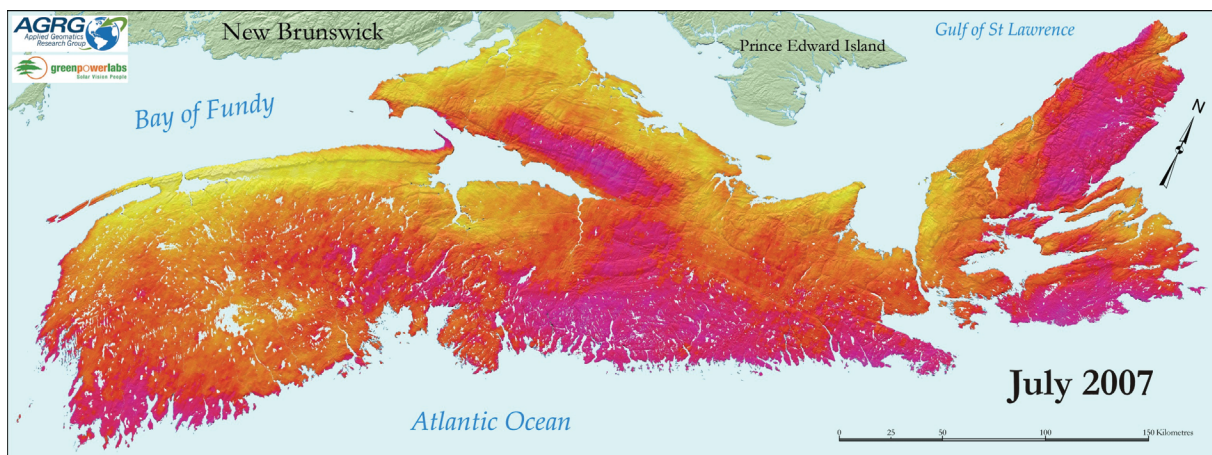 AGRG
Applied Geomatics
Research Group
greenpowerlabs
Solar Vision People
New Brunswick
Prince Edward Island
Gulf of St Lawrence
Bay of Fundy
N
July 2007
Atlantic Ocean
0 25 50 100 150 Kilometres